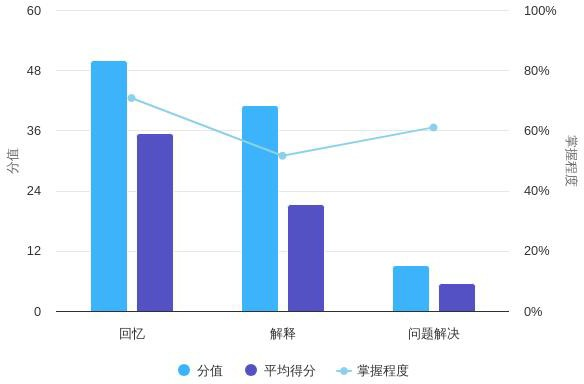 60 100%
48 80%
36 60%
24 40%
12 20%
0 0%
分值
掌握程度
回忆 解释 问题解决
分值 平均得分 掌握程度